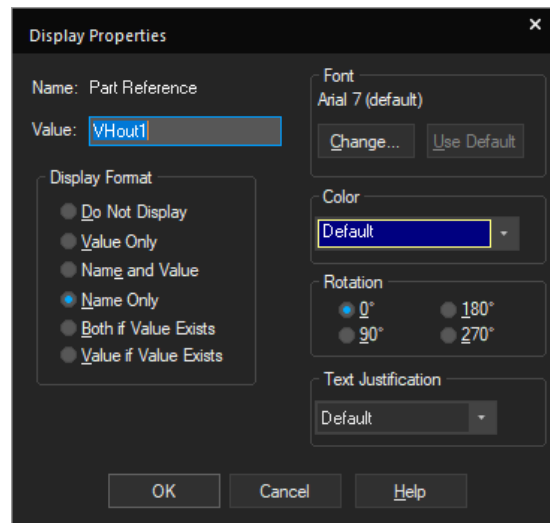 Display Properties
×
Name: Part Reference
Value: VHout1
Display Format
Do Not Display
Value Only
Name and Value
Name Only
Both if Value Exists
Value if Value Exists
Font
Arial 7 (default)
Change... Use Default
Color
Default
Rotation
0° 180°
90° 270°
Text Justification
Default
OK Cancel Help